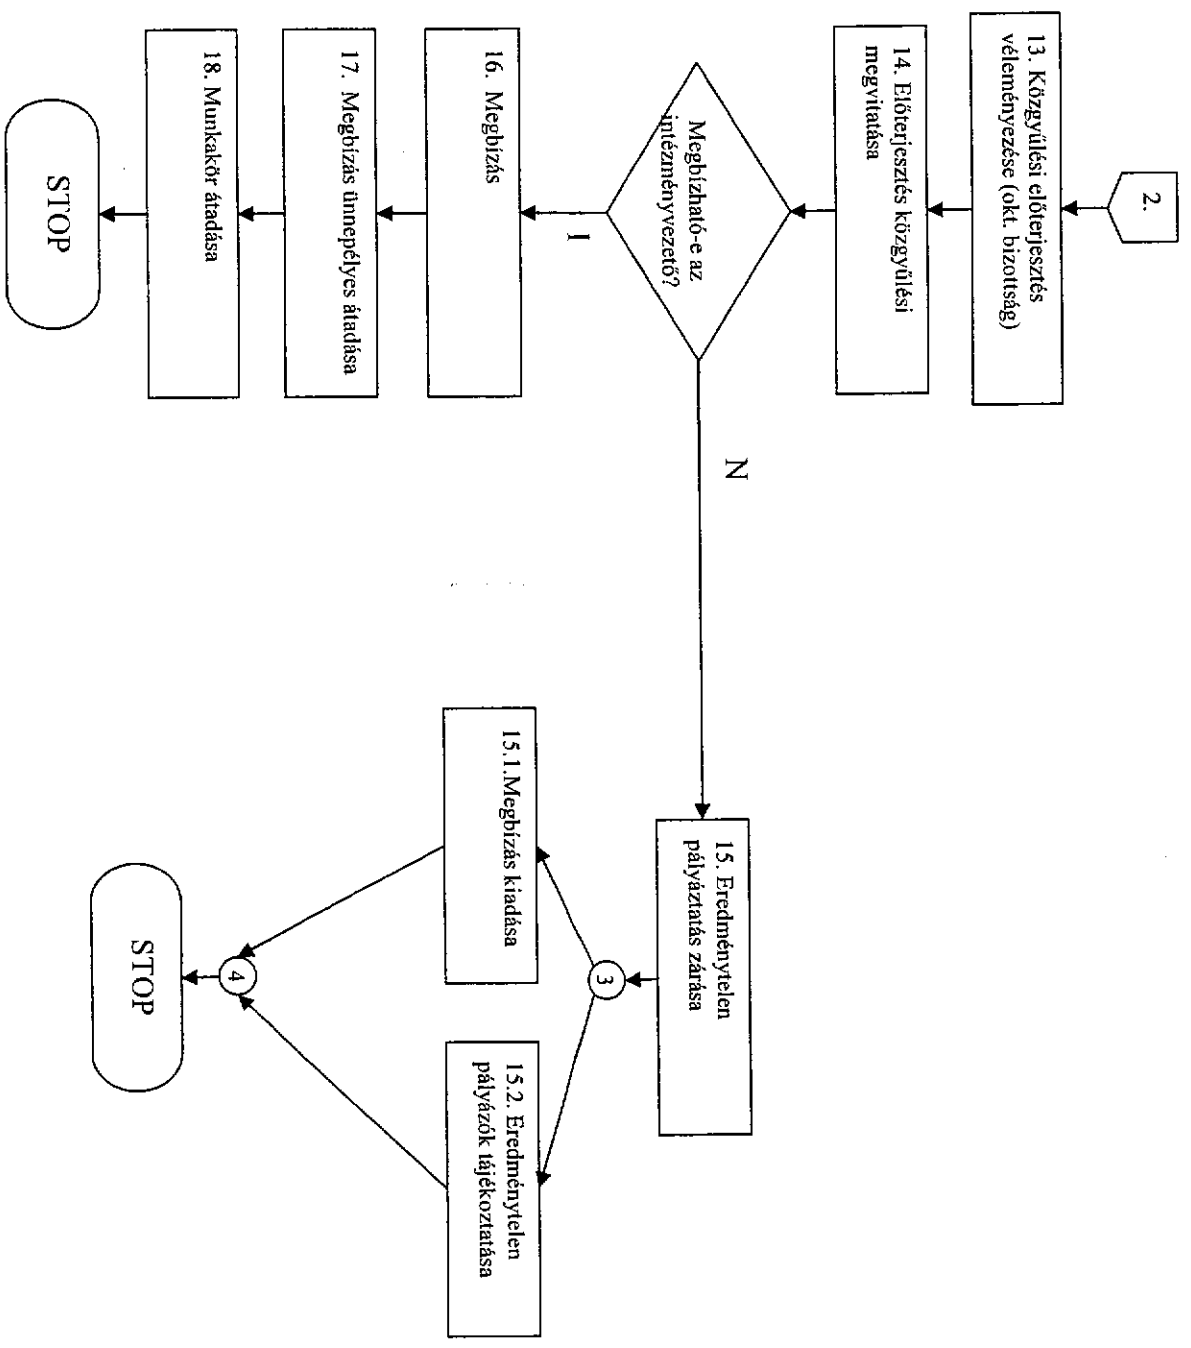 2.
13. Közgyűlési előterjesztés
véleményezése (okt. bizottság)
14. Előterjesztés közgyűlési
megvitatása
Megbízható-e az
intézményvezető?
N
I
16. Megbízás
17. Megbízás ünnepélyes átadása
18. Munkakör átadása
STOP
15. Eredménytelen
pályáztatás zárása
3
15.1.Megbízás kiadása
15.2. Eredménytelen
pályázók tájékoztatása
4
STOP